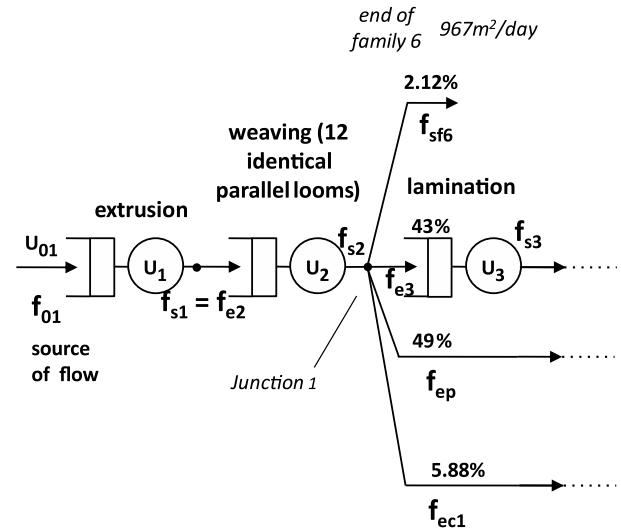 end of
family 6 967m²/day
2.12%
f_sf6
weaving (12
identical
parallel looms)
lamination
extrusion
43%
U_01
f_s2
f_s3
U_1
U_2
U_3
f_e3
f_01
f_s1 = f_e2
source
of flow
49%
Junction 1
f_ep
5.88%
f_ec1